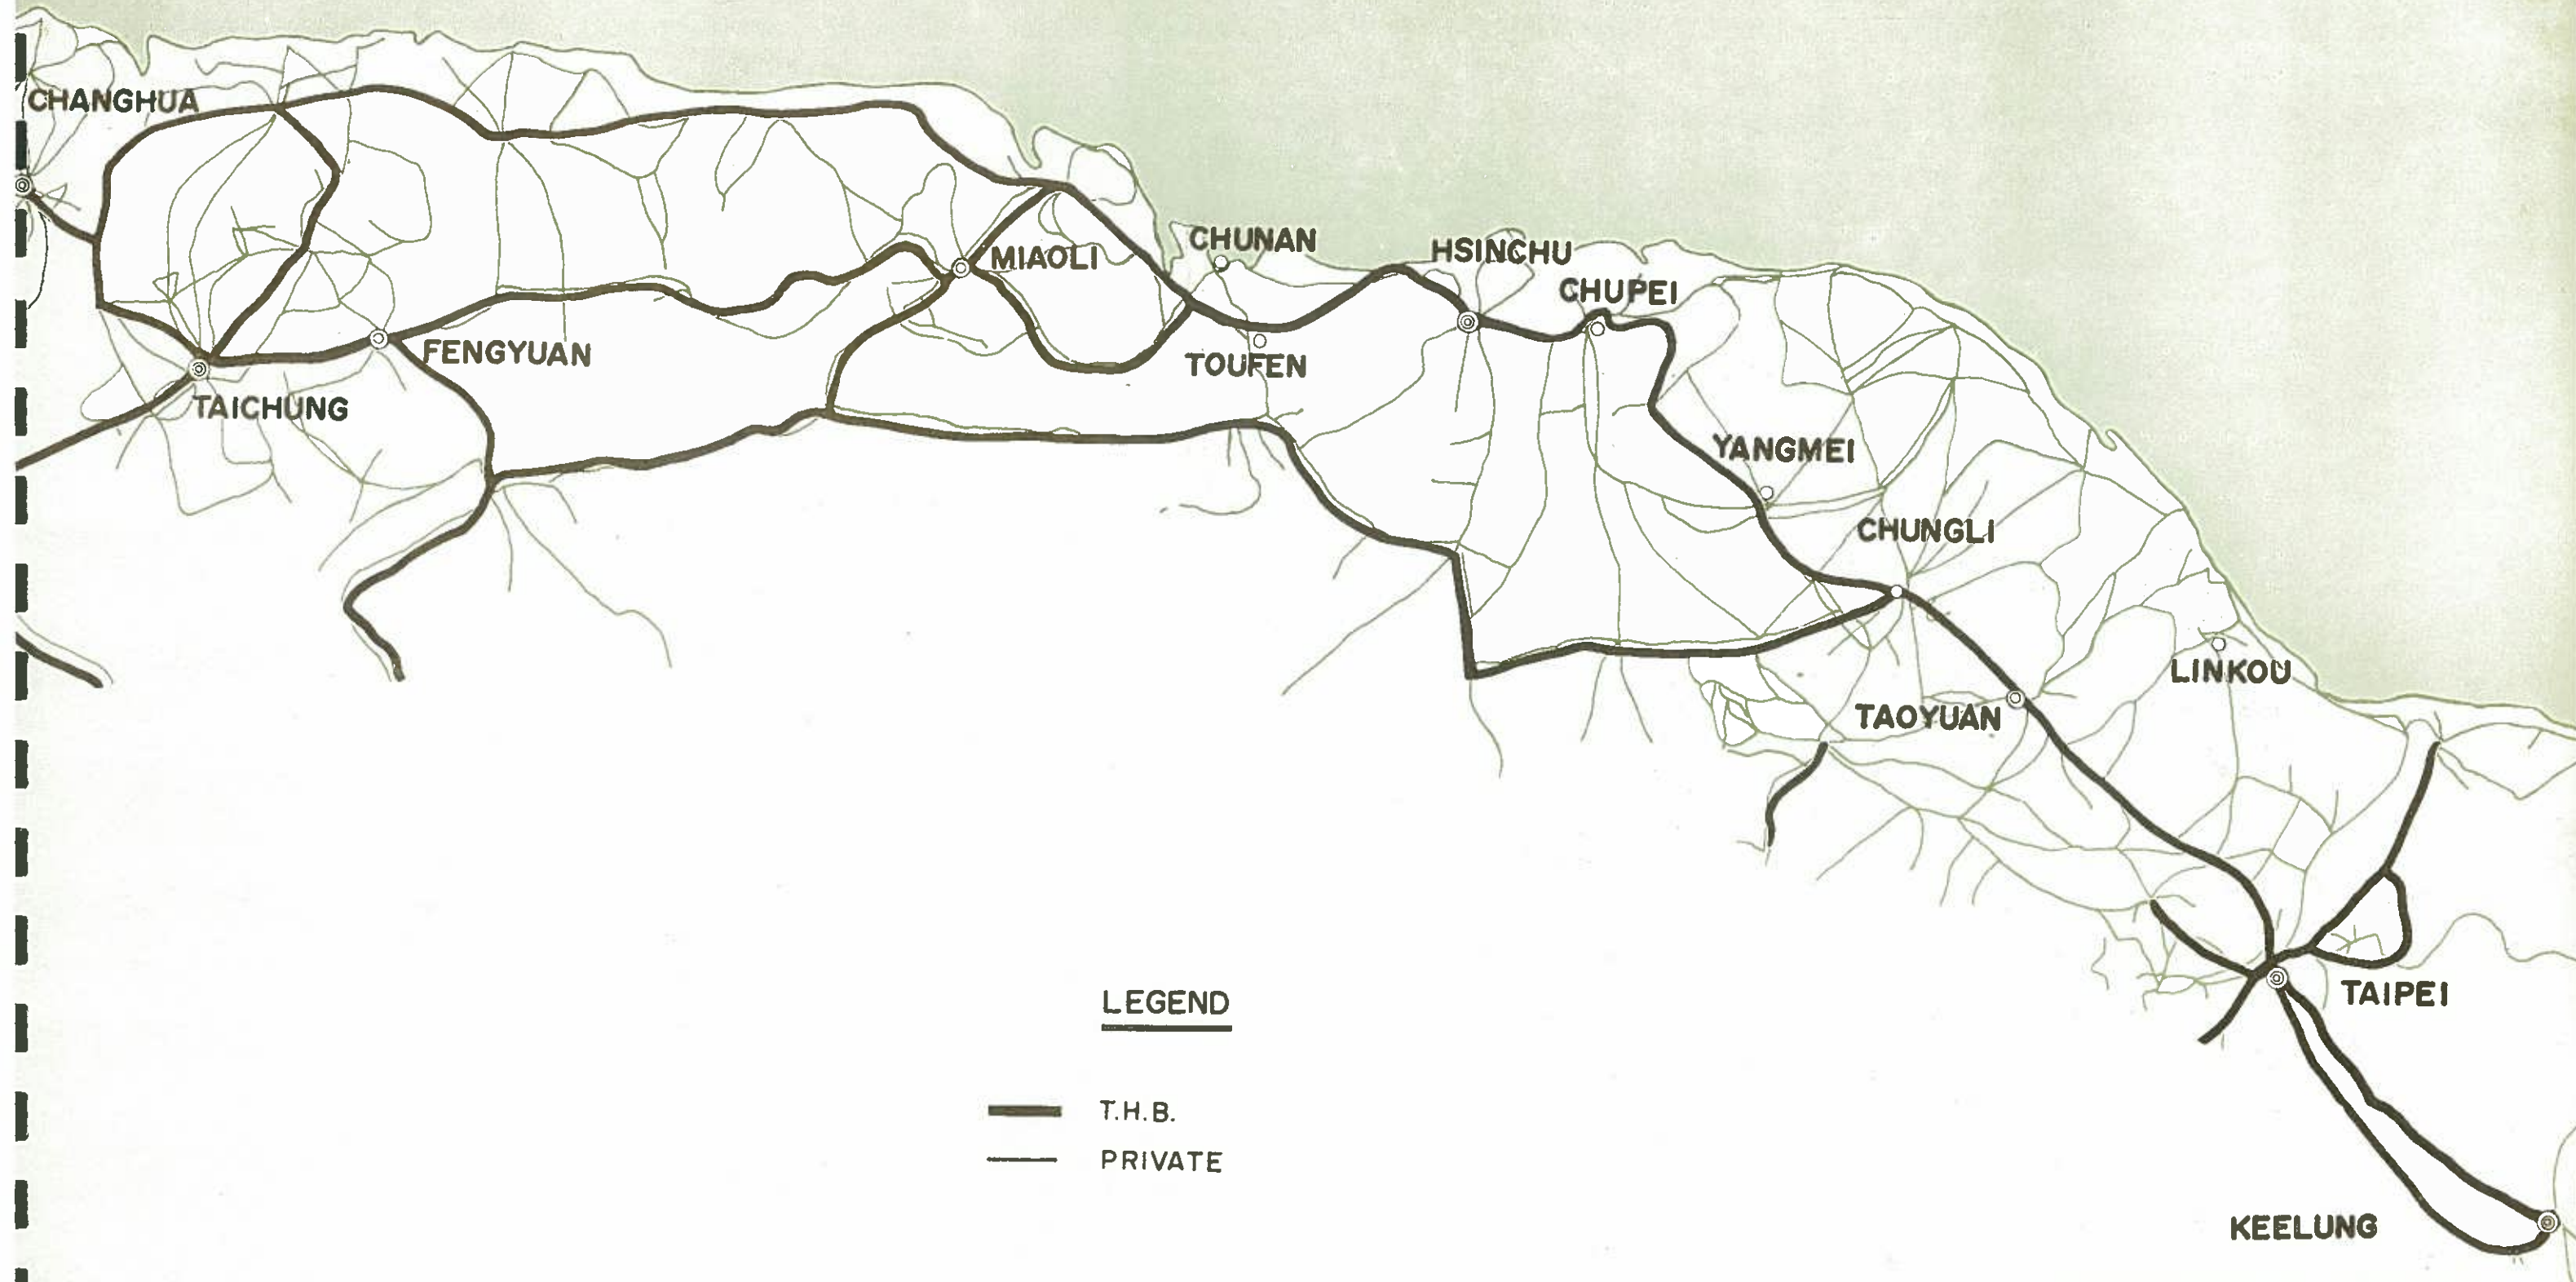 CHANGHUA
CHUNAN
HSINCHU
MIAOLI
CHUPEI
FENGYUAN
TOUFEN
TAICHUNG
YANGMEI
CHUNGLI
LINKOU
TAOYUAN
TAIPEI
LEGEND
T.H.B.
PRIVATE
KEELUNG